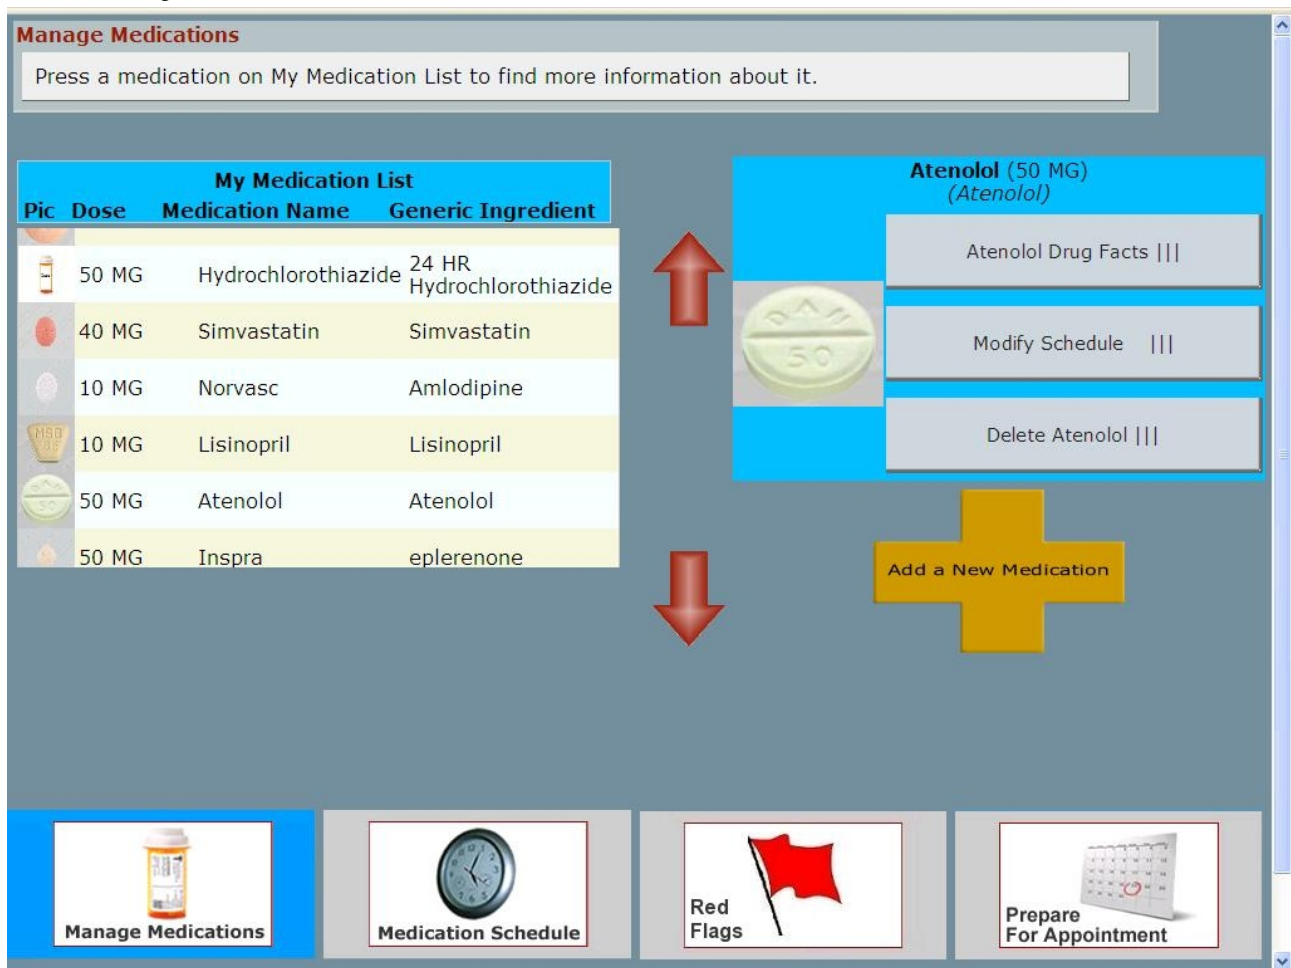 Manage Medications
Press a medication on My Medication List to find more information about it.
My Medication List
Pic Dose Medication Name Generic Ingredient
50 MG Hydrochlorothiazide 24 HR Hydrochlorothiazide
40 MG Simvastatin Simvastatin
10 MG Norvasc Amlodipine
10 MG Lisinopril Lisinopril
50 MG Atenolol Atenolol
50 MG Inspra eplerenone
Atenolol (50 MG)
(Atenolol)
DAN
50
Atenolol Drug Facts |||
Modify Schedule |||
Delete Atenolol |||
Add a New Medication
Manage Medications
Medication Schedule
Red
Flags
Prepare
For Appointment